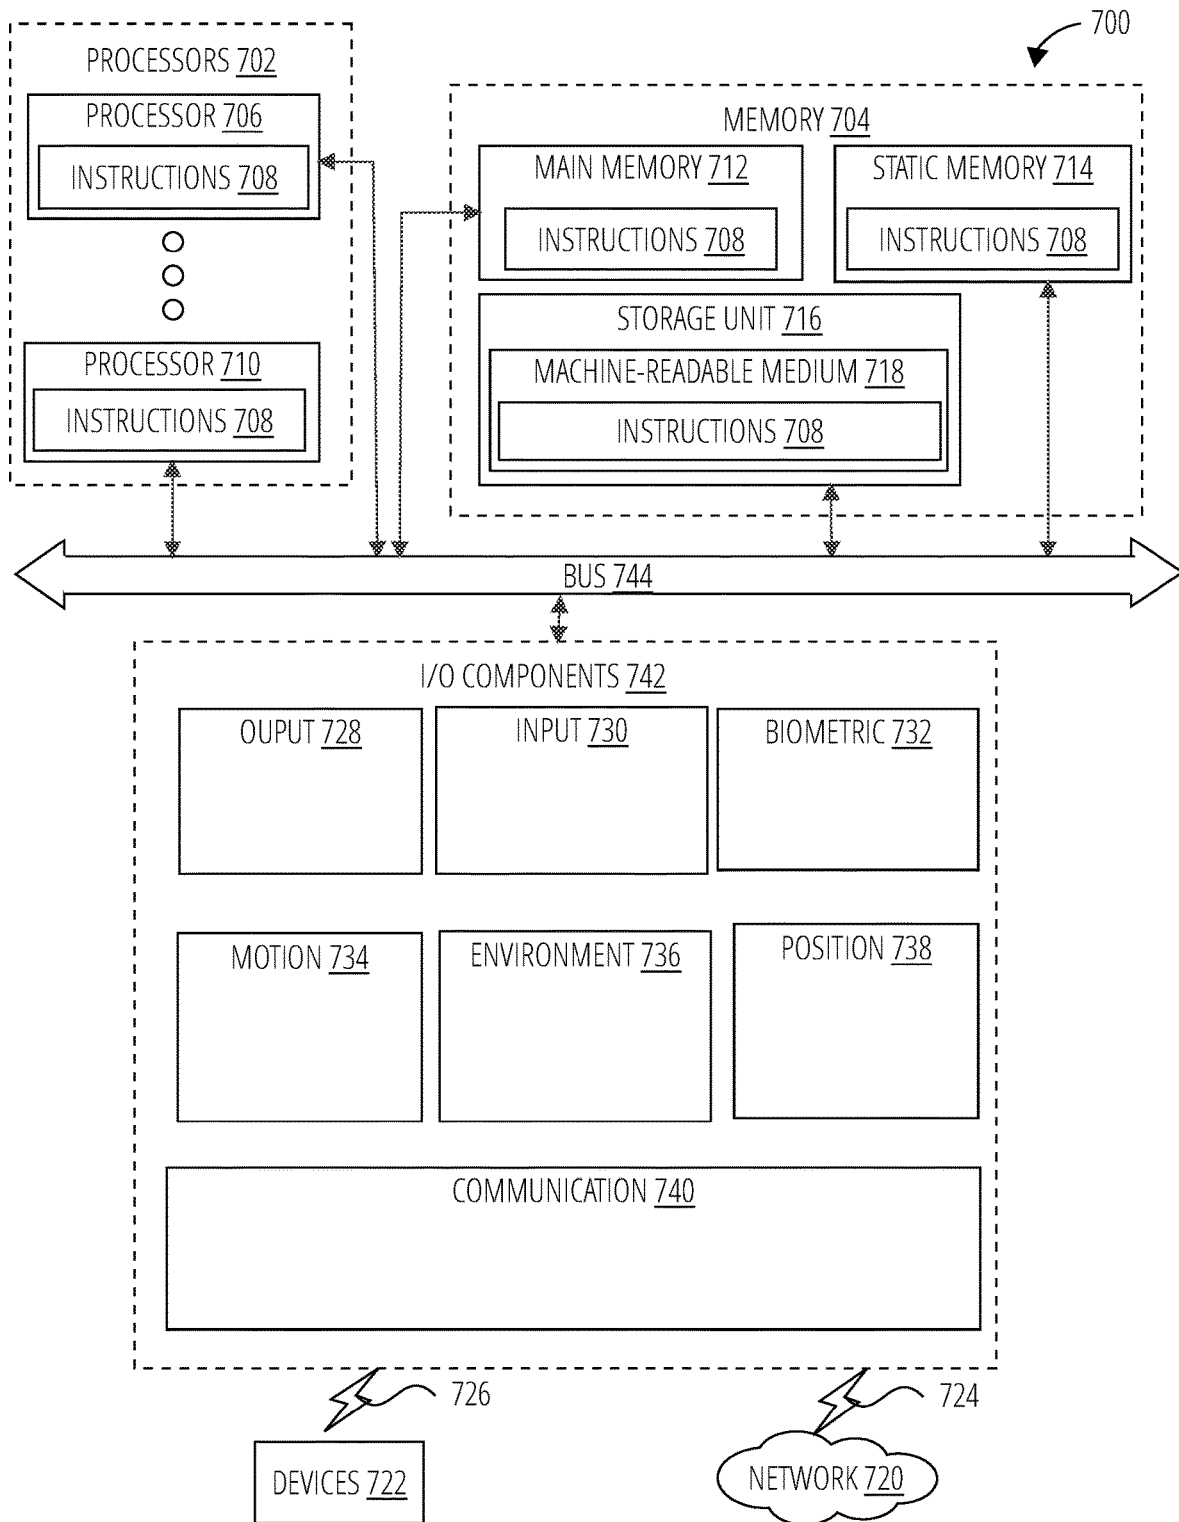 700
PROCESSORS 702
PROCESSOR 706
INSTRUCTIONS 708
PROCESSOR 710
INSTRUCTIONS 708
MEMORY 704
MAIN MEMORY 712
INSTRUCTIONS 708
STATIC MEMORY 714
INSTRUCTIONS 708
STORAGE UNIT 716
MACHINE-READABLE MEDIUM 718
INSTRUCTIONS 708
BUS 744
I/O COMPONENTS 742
OUPUT 728
INPUT 730
BIOMETRIC 732
MOTION 734
ENVIRONMENT 736
POSITION 738
COMMUNICATION 740
726
724
DEVICES 722
NETWORK 720